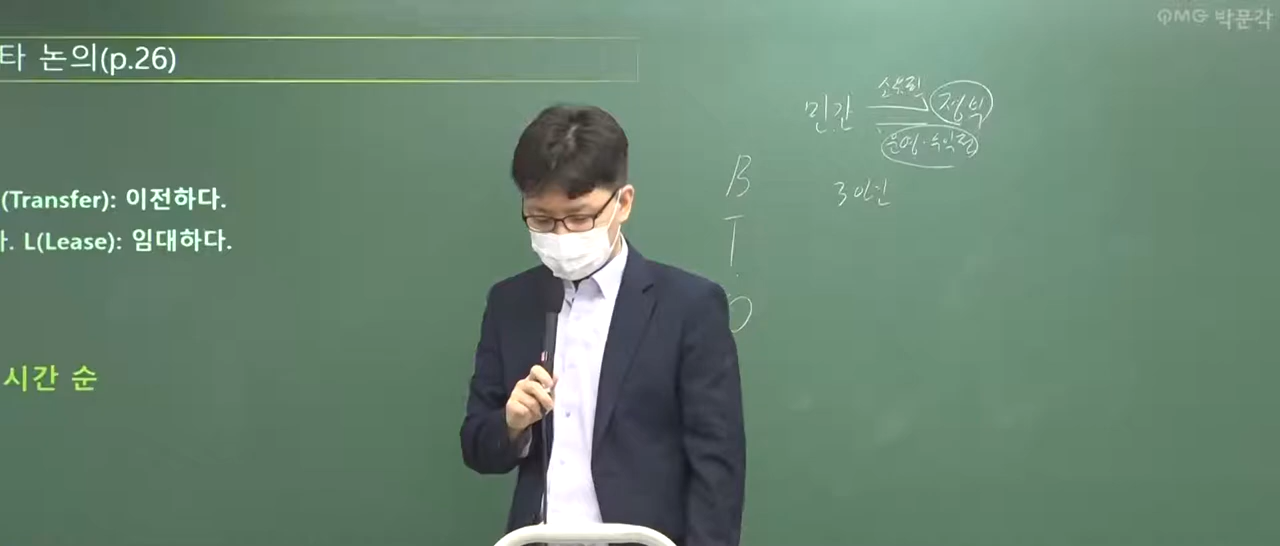 PMG 박문각
타 논의(p.26)
(Transfer): 이전하다.
다. L(Lease): 임대하다.
시간 순
소유권
민간 정부
운영·수익권
B 30년
T
O